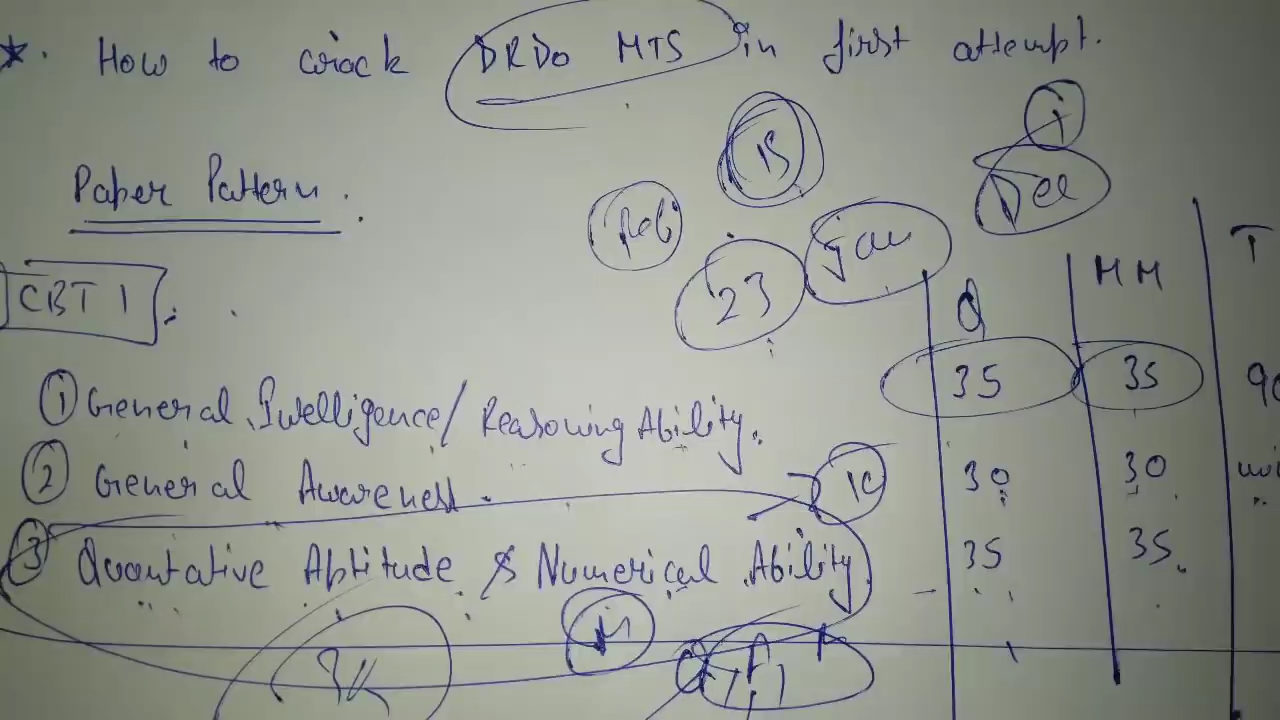 How to crack DRDO MTS in first attempt.
Paper Pattern.
CBT 1
Feb 15 Dec
23 Jan
Q MM T
① General Intelligence/Reasoning Ability. 35 35 90
② General Awareness. 30 30
③ Quantative Aptitude & Numerical Ability 35 35